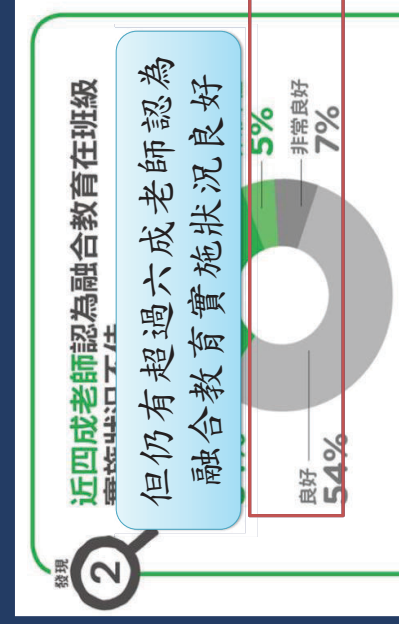 發現
2
近四成老師認為融合教育在班級
實施狀況不佳
但仍有超過六成老師認為
融合教育實施狀況良好
5%
非常良好
7%
良好
54%